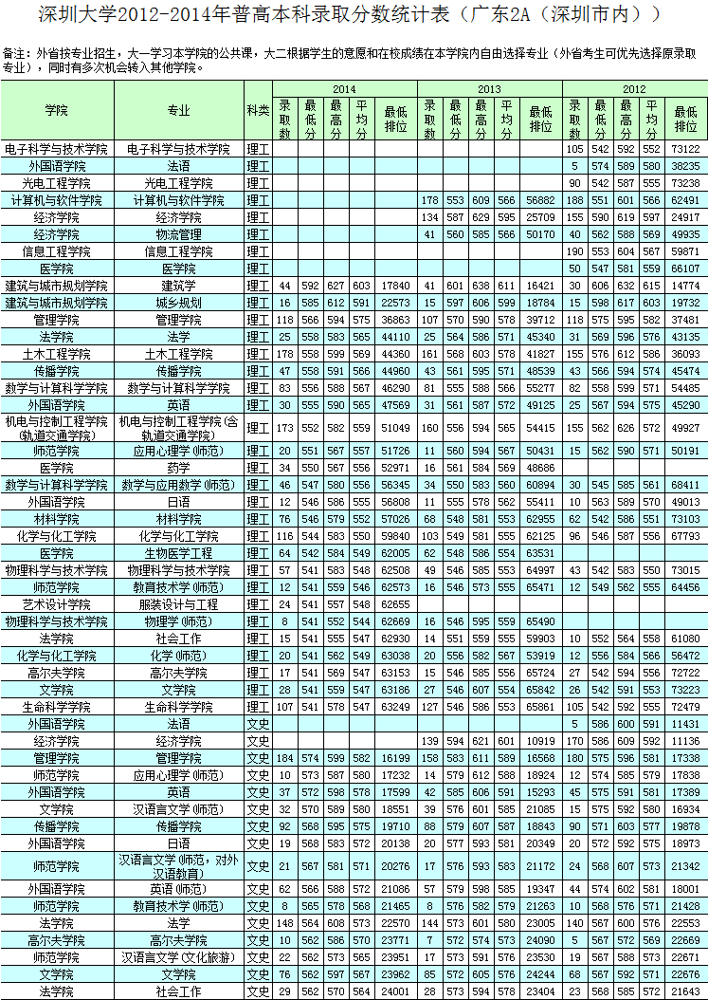 深圳大学2012-2014年普高本科录取分数统计表（广东2A（深圳市内））
备注：外省按专业招生，大一学习本学院的公共课，大二根据学生的意愿和在校成绩在本学院内自由选择专业（外省考生可优先选择原录取
专业），同时有多次机会转入其他学院。
学院 专业 科类 2014 2013 2012
录取数 最低分 最高分 平均分 最低排位 录取数 最低分 最高分 平均分 最低排位 录取数 最低分 最高分 平均分 最低排位
电子科学与技术学院 电子科学与技术学院 理工 105 542 592 552 73122
外国语学院 法语 理工 5 574 589 580 38235
光电工程学院 光电工程学院 理工 90 542 587 555 73238
计算机与软件学院 计算机与软件学院 理工 178 553 609 566 56882 188 551 601 566 62491
经济学院 经济学院 理工 134 587 629 595 25709 155 590 619 597 24917
经济学院 物流管理 理工 41 560 585 566 50170 40 562 588 569 49935
信息工程学院 信息工程学院 理工 190 553 604 567 59871
医学院 医学院 理工 50 547 581 559 66107
建筑与城市规划学院 建筑学 理工 44 592 627 603 17840 41 601 638 611 16421 30 606 632 615 14774
建筑与城市规划学院 城乡规划 理工 16 585 612 591 22573 15 597 606 599 18784 15 598 617 603 19732
管理学院 管理学院 理工 118 566 594 575 36863 107 570 590 578 39712 118 575 595 582 37481
法学院 法学 理工 25 558 583 565 44110 25 564 586 571 45340 31 569 596 576 43135
土木工程学院 土木工程学院 理工 178 558 599 569 44360 161 568 603 578 41827 155 576 612 586 36093
传播学院 传播学院 理工 47 558 591 566 44960 43 561 595 571 48539 43 566 594 574 45474
数学与计算科学学院 数学与计算科学学院 理工 83 556 588 567 46290 81 555 588 566 55277 82 558 599 571 54485
外国语学院 英语 理工 30 555 590 565 47569 31 561 587 572 49125 25 567 594 575 45290
机电与控制工程学院(轨道交通学院) 机电与控制工程学院(含轨道交通学院) 理工 173 552 582 559 51049 160 556 594 565 54415 155 562 626 572 49927
师范学院 应用心理学(师范) 理工 20 551 567 557 51726 11 560 594 567 50431 15 562 590 571 50191
医学院 药学 理工 34 550 567 556 52971 16 561 584 569 48686
数学与计算科学学院 数学与应用数学(师范) 理工 46 547 580 556 56345 34 550 583 560 60894 30 545 585 561 68411
外国语学院 日语 理工 12 546 586 555 56808 11 555 578 562 55411 10 563 589 570 49013
材料学院 材料学院 理工 76 546 579 552 57026 68 548 581 553 62955 62 542 586 551 73103
化学与化工学院 化学与化工学院 理工 116 544 583 550 59840 103 549 581 555 62125 96 546 587 556 67793
医学院 生物医学工程 理工 64 542 584 549 62005 62 548 586 554 63531
物理科学与技术学院 物理科学与技术学院 理工 57 541 583 548 62508 49 546 585 553 64997 43 542 583 550 73015
师范学院 教育技术学(师范) 理工 12 541 559 546 62573 16 546 573 555 65471 12 549 562 555 64456
艺术设计学院 服装设计与工程 理工 24 541 557 548 62655
物理科学与技术学院 物理学(师范) 理工 8 541 552 544 62669 16 546 595 559 65490
法学院 社会工作 理工 15 541 555 547 62930 14 551 559 555 59903 10 552 564 558 61080
化学与化工学院 化学(师范) 理工 20 541 562 549 63038 20 556 582 567 53919 12 556 584 566 56472
高尔夫学院 高尔夫学院 理工 17 541 569 547 63153 15 546 585 556 65724 27 542 594 556 72722
文学院 文学院 理工 28 541 559 547 63186 27 546 607 554 65842 26 542 591 553 73223
生命科学学院 生命科学学院 理工 107 541 578 547 63249 127 546 586 553 65861 105 542 592 555 72479
外国语学院 法语 文史 5 586 600 591 11431
经济学院 经济学院 文史 139 594 621 601 10919 170 586 609 592 11136
管理学院 管理学院 文史 184 574 599 582 16199 158 583 611 589 16568 180 575 596 581 17338
师范学院 应用心理学(师范) 文史 10 573 587 580 17232 14 579 612 588 18924 12 574 585 579 17838
外国语学院 英语 文史 37 572 598 578 17599 42 585 606 591 15293 45 575 591 581 17389
文学院 汉语言文学(师范) 文史 32 570 589 580 18551 39 576 601 585 21085 15 575 592 580 16934
传播学院 传播学院 文史 92 568 595 575 19710 88 579 607 587 18843 90 571 603 577 19878
外国语学院 日语 文史 19 568 583 572 20138 20 577 593 581 20349 20 572 592 575 18973
师范学院 汉语言文学(师范，对外汉语教育) 文史 21 567 581 571 20276 17 576 593 583 21172 24 568 607 573 21342
外国语学院 英语(师范) 文史 62 566 588 572 21086 57 579 598 585 19347 44 574 602 581 18001
师范学院 教育技术学(师范) 文史 8 565 578 568 21465 8 576 582 579 21263 10 568 576 571 21428
法学院 法学 文史 148 564 608 573 22570 144 573 601 580 23005 140 567 600 576 22553
高尔夫学院 高尔夫学院 文史 10 562 586 570 23771 7 572 574 573 24090 5 567 572 569 22669
师范学院 汉语言文学(文化旅游) 文史 22 562 573 565 23951 17 573 591 576 23530 19 567 588 573 22671
文学院 文学院 文史 76 562 597 567 23962 85 572 605 576 24244 68 567 592 571 22676
法学院 社会工作 文史 29 562 570 564 24001 28 573 594 578 23404 23 568 585 572 21643